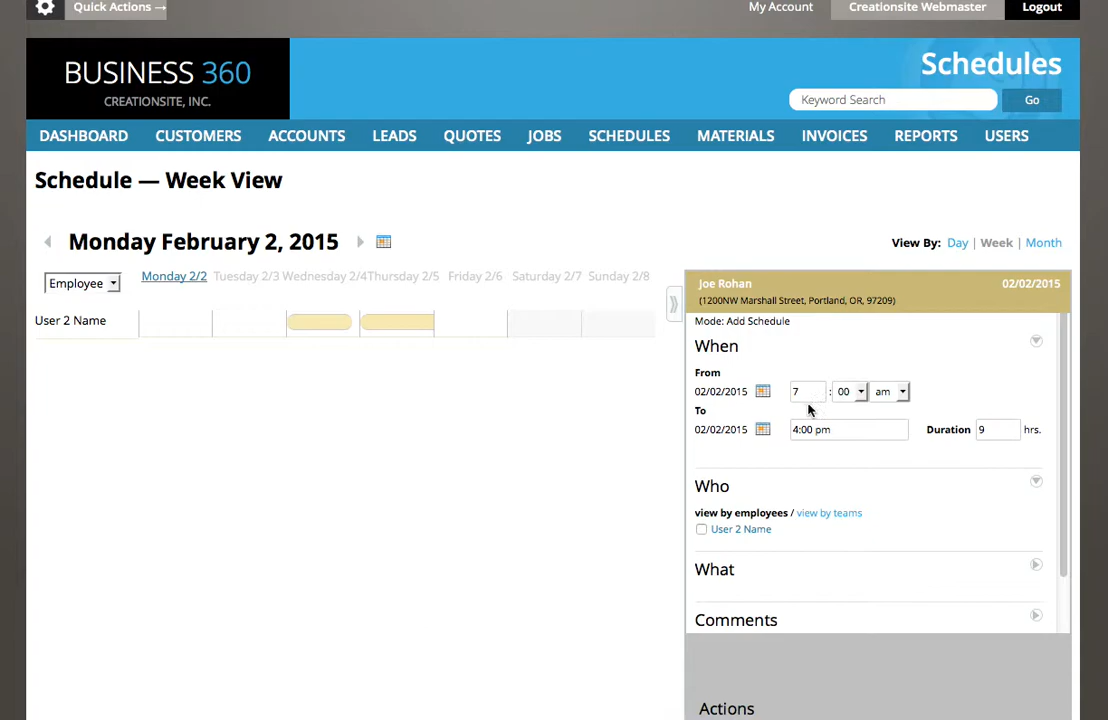 Quick Actions →
My Account
Creationsite Webmaster
Logout
BUSINESS 360
CREATIONSITE, INC.
Schedules
Keyword Search
Go
DASHBOARD CUSTOMERS ACCOUNTS LEADS QUOTES JOBS SCHEDULES MATERIALS INVOICES REPORTS USERS
Schedule — Week View
Monday February 2, 2015
View By: Day | Week | Month
Employee
Monday 2/2 Tuesday 2/3 Wednesday 2/4 Thursday 2/5 Friday 2/6 Saturday 2/7 Sunday 2/8
User 2 Name
Joe Rohan 02/02/2015
(1200NW Marshall Street, Portland, OR, 97209)
Mode: Add Schedule
When
From
02/02/2015 7 : 00 am
To
02/02/2015 4:00 pm Duration 9 hrs.
Who
view by employees / view by teams
User 2 Name
What
Comments
Actions